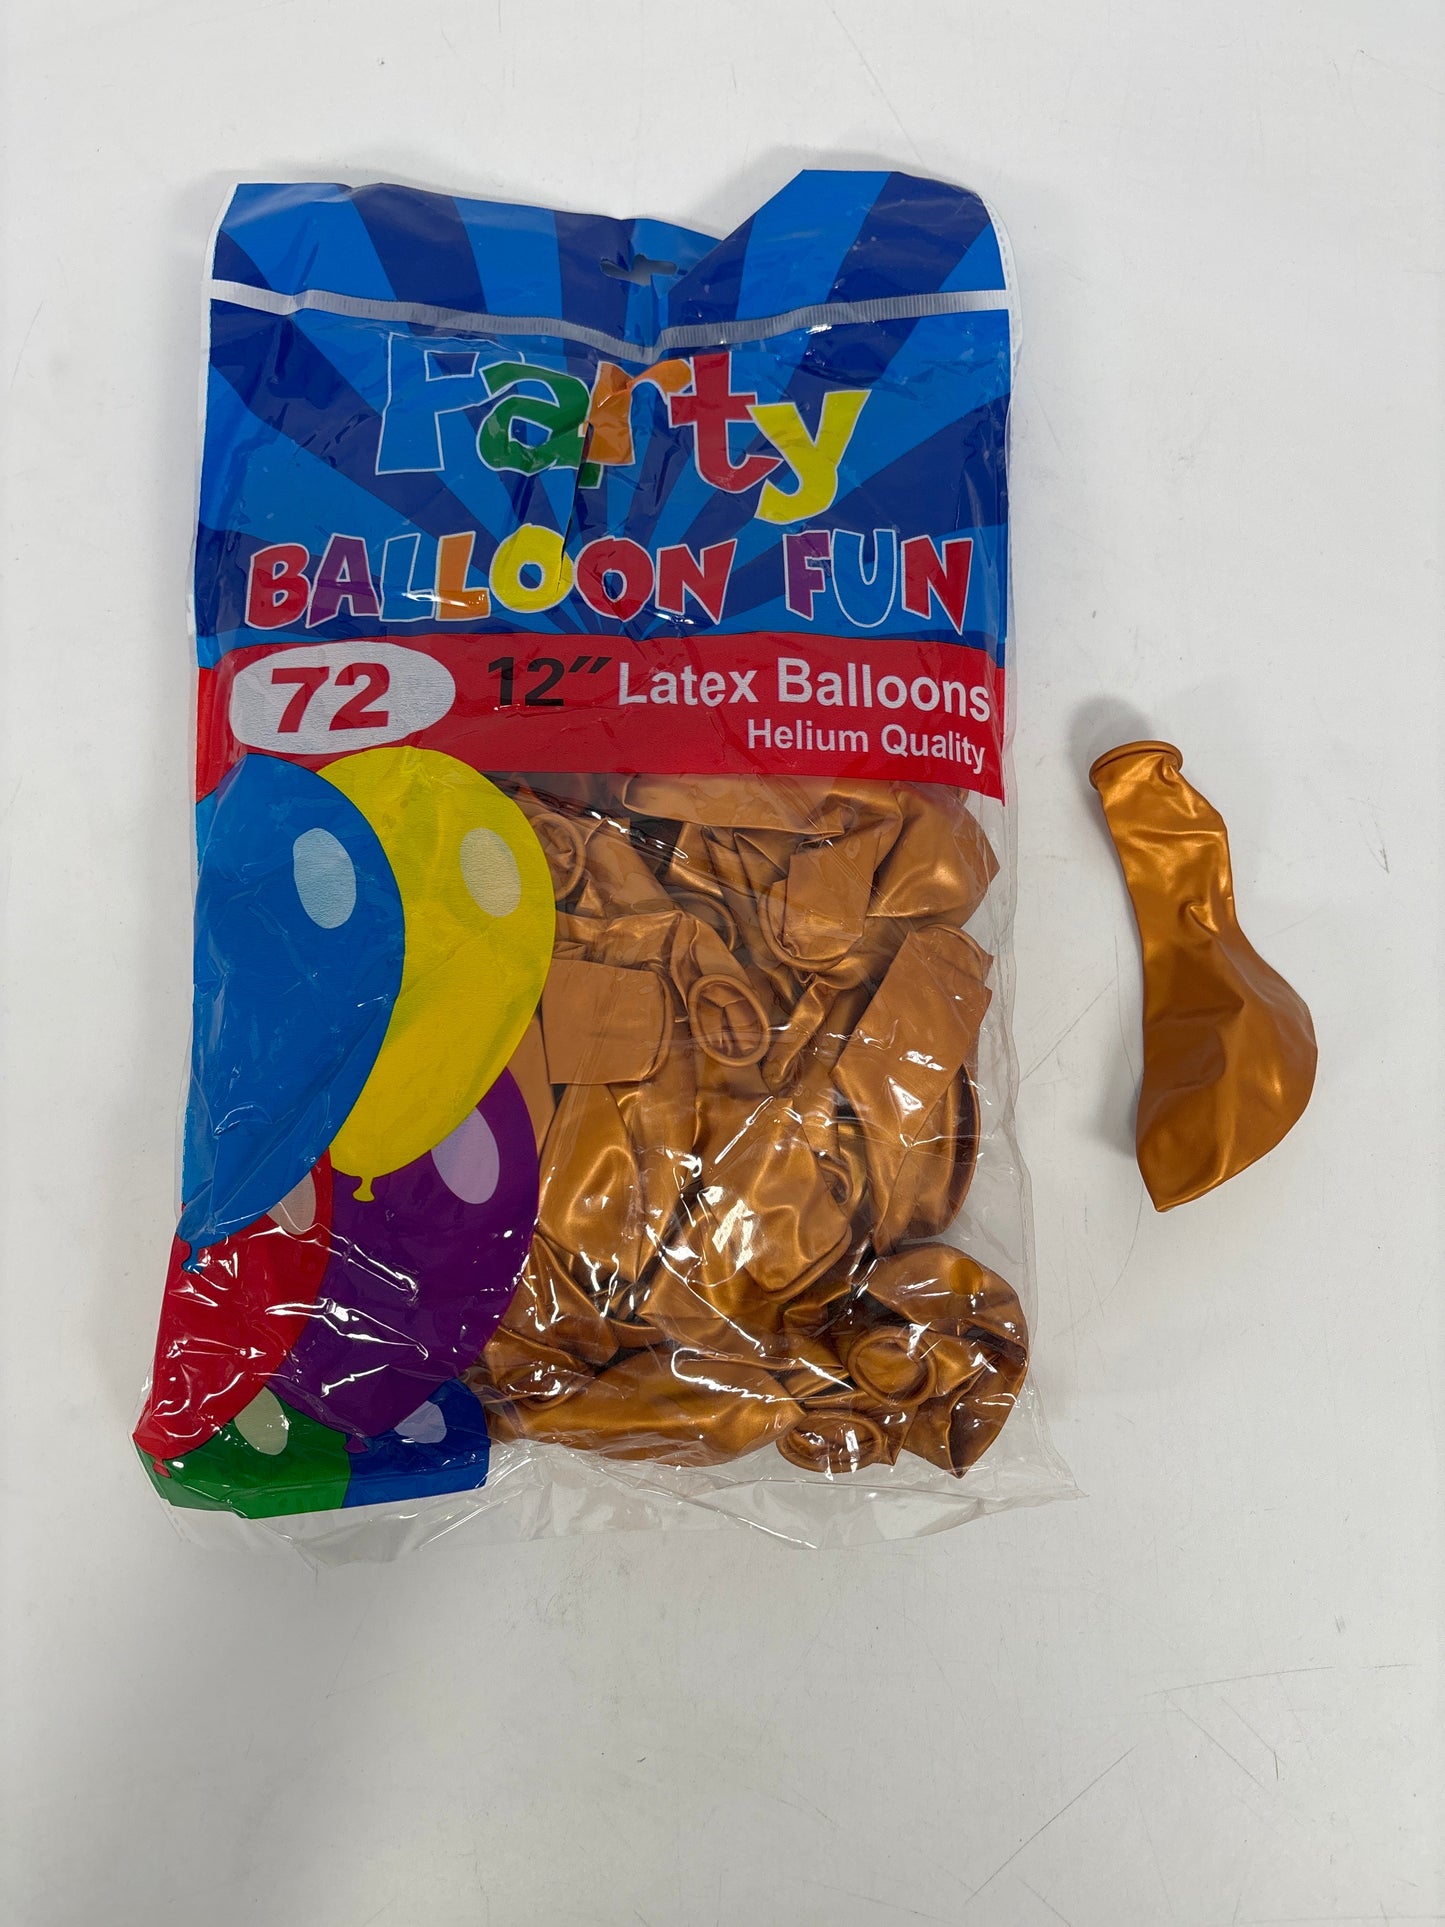 Party
BALLOON FUN
72 12" Latex Balloons
Helium Quality